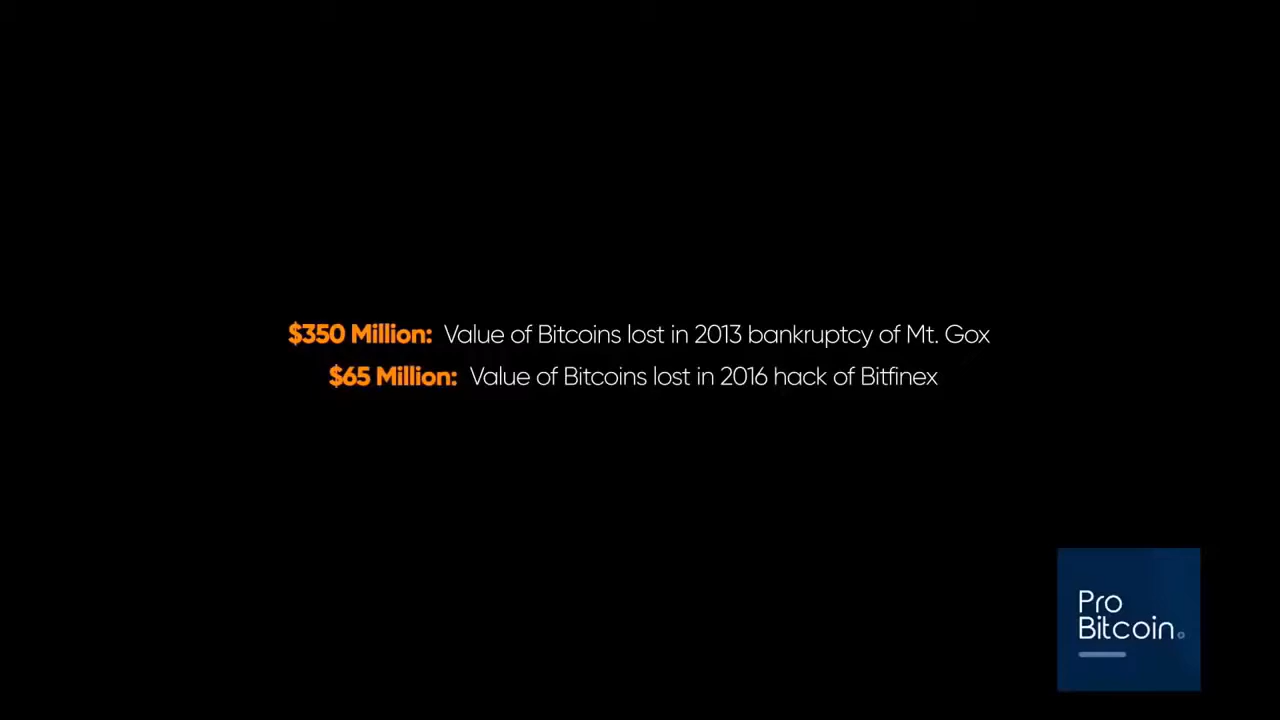 $350 Million: Value of Bitcoins lost in 2013 bankruptcy of Mt. Gox
$65 Million: Value of Bitcoins lost in 2016 hack of Bitfinex
Pro
Bitcoin